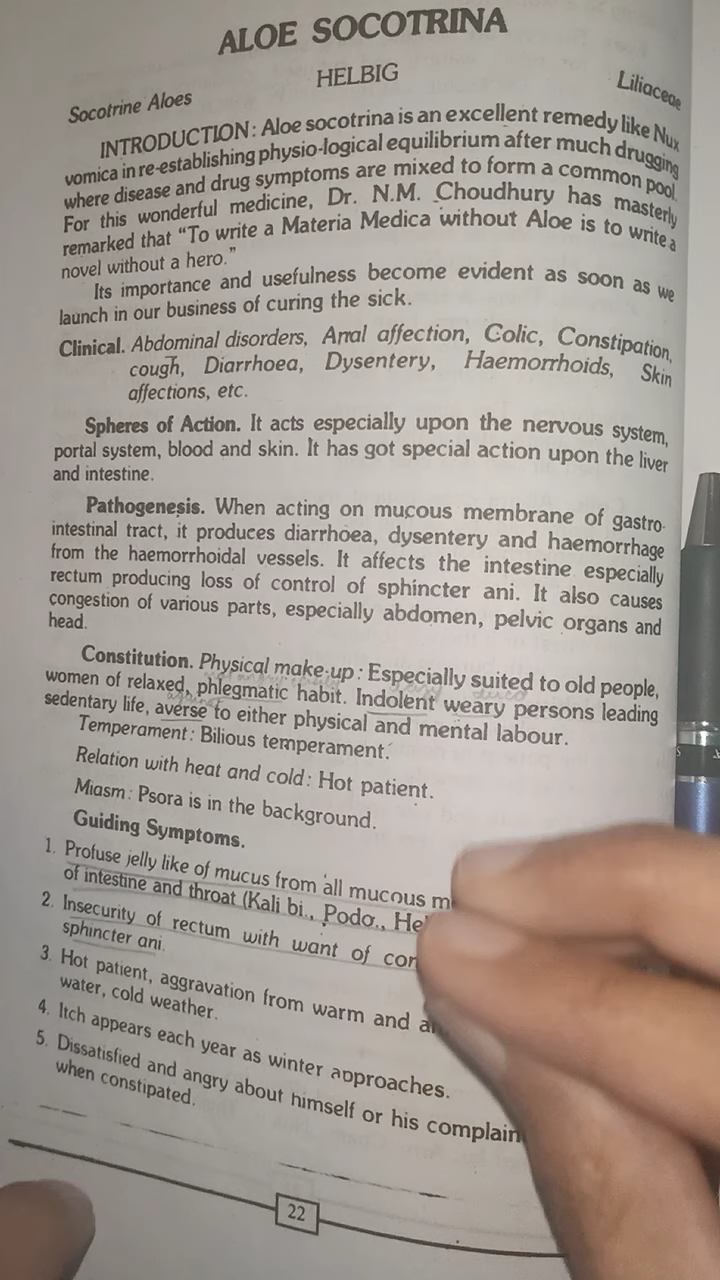 ALOE SOCOTRINA
HELBIG
Socotrine Aloes Liliaceae
INTRODUCTION : Aloe socotrina is an excellent remedy like Nux
vomica in re-establishing physio-logical equilibrium after much drugging
where disease and drug symptoms are mixed to form a common pool.
For this wonderful medicine, Dr. N.M. Choudhury has masterly
remarked that “To write a Materia Medica without Aloe is to write a
novel without a hero.”
Its importance and usefulness become evident as soon as we
launch in our business of curing the sick.
Clinical. Abdominal disorders, Anal affection, Colic, Constipation,
cough, Diarrhoea, Dysentery, Haemorrhoids, Skin
affections, etc.
Spheres of Action. It acts especially upon the nervous system,
portal system, blood and skin. It has got special action upon the liver
and intestine.
Pathogenesis. When acting on mucous membrane of gastro-
intestinal tract, it produces diarrhoea, dysentery and haemorrhage
from the haemorrhoidal vessels. It affects the intestine especially
rectum producing loss of control of sphincter ani. It also causes
congestion of various parts, especially abdomen, pelvic organs and
head.
Constitution. Physical make-up : Especially suited to old people,
women of relaxed, phlegmatic habit. Indolent weary persons leading
sedentary life, averse to either physical and mental labour.
Temperament : Bilious temperament.
Relation with heat and cold : Hot patient.
Miasm : Psora is in the background.
Guiding Symptoms.
1. Profuse jelly like of mucus from all mucous m
of intestine and throat (Kali bi., Podo., He
2. Insecurity of rectum with want of con
sphincter ani.
3. Hot patient, aggravation from warm and a
water, cold weather.
4. Itch appears each year as winter approaches.
5. Dissatisfied and angry about himself or his complain
when constipated.
22